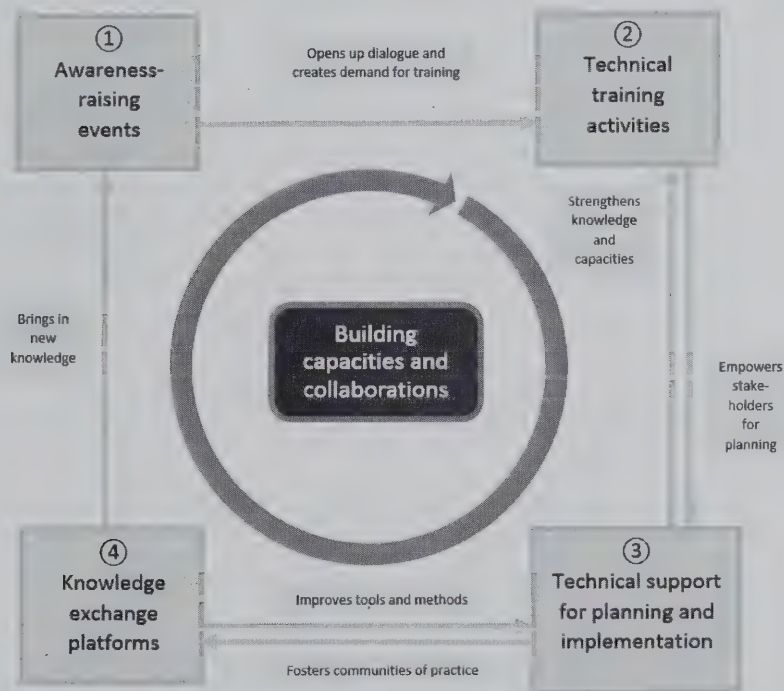 ①
Awareness-
raising
events
Opens up dialogue and
creates demand for training
②
Technical
training
activities
Strengthens
knowledge
and
capacities
Brings in
new
knowledge
Building
capacities and
collaborations
Empowers
stake-
holders
for
planning
④
Knowledge
exchange
platforms
Improves tools and methods
Fosters communities of practice
③
Technical support
for planning and
implementation